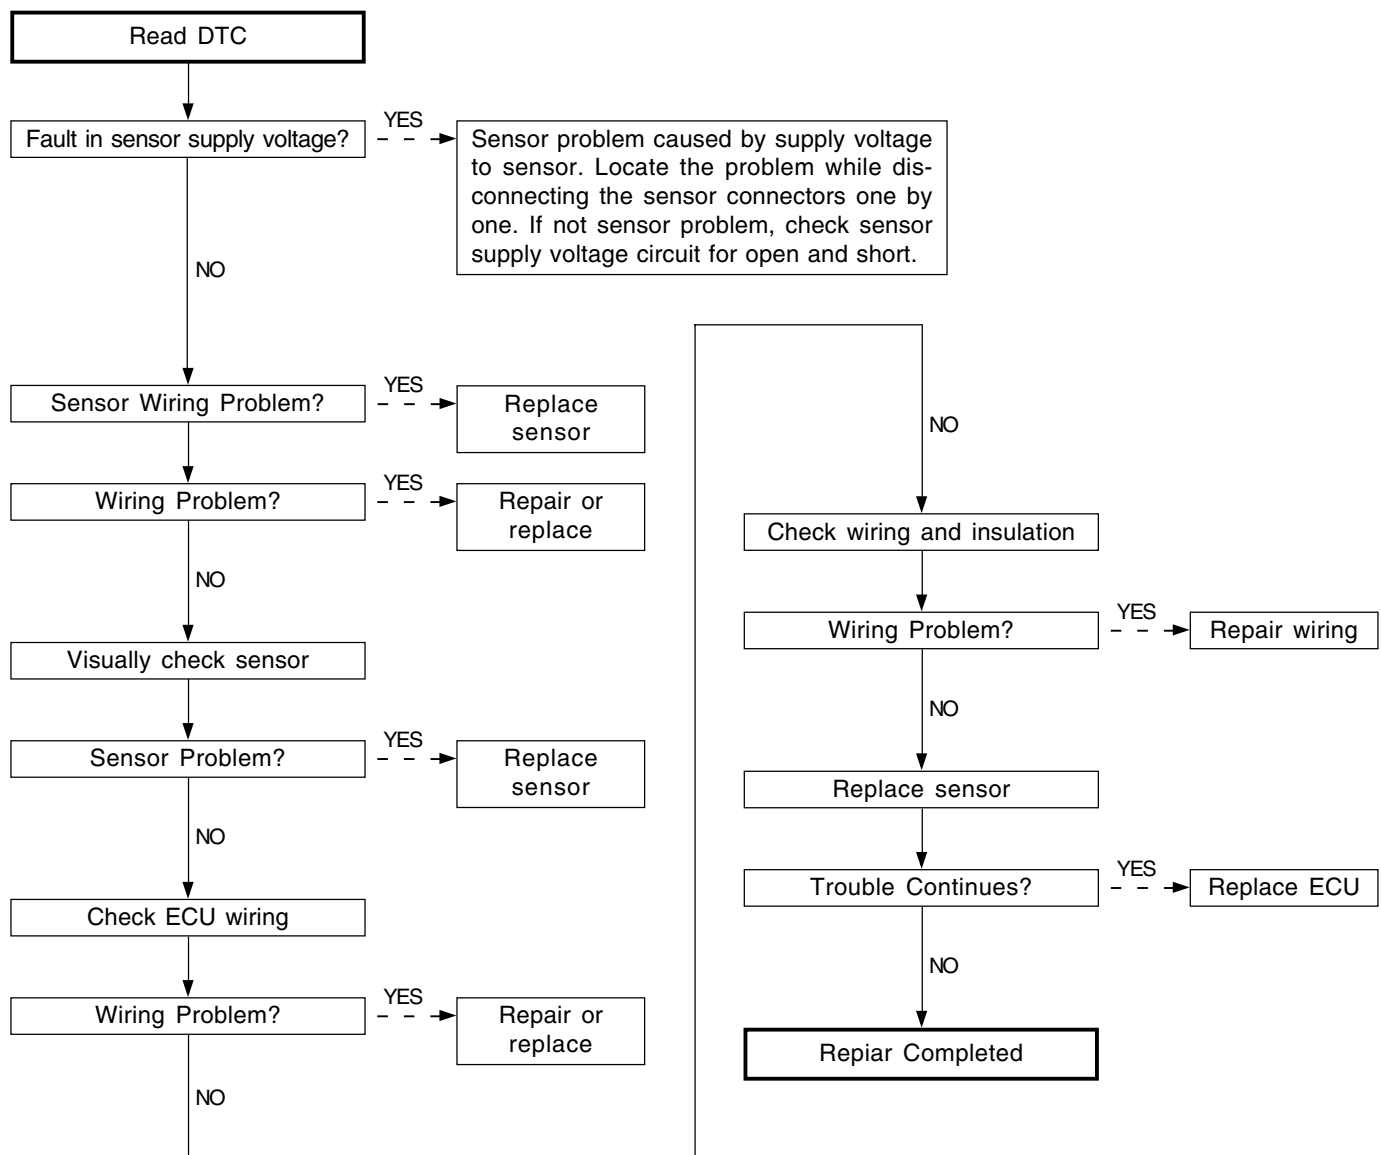 Read DTC
Fault in sensor supply voltage?
YES
Sensor problem caused by supply voltage
to sensor. Locate the problem while dis-
connecting the sensor connectors one by
one. If not sensor problem, check sensor
supply voltage circuit for open and short.
NO
Sensor Wiring Problem?
YES
Replace
sensor
Wiring Problem?
YES
Repair or
replace
NO
Visually check sensor
Sensor Problem?
YES
Replace
sensor
NO
Check ECU wiring
Wiring Problem?
YES
Repair or
replace
NO
NO
Check wiring and insulation
Wiring Problem?
YES
Repair wiring
NO
Replace sensor
Trouble Continues?
YES
Replace ECU
NO
Repiar Completed